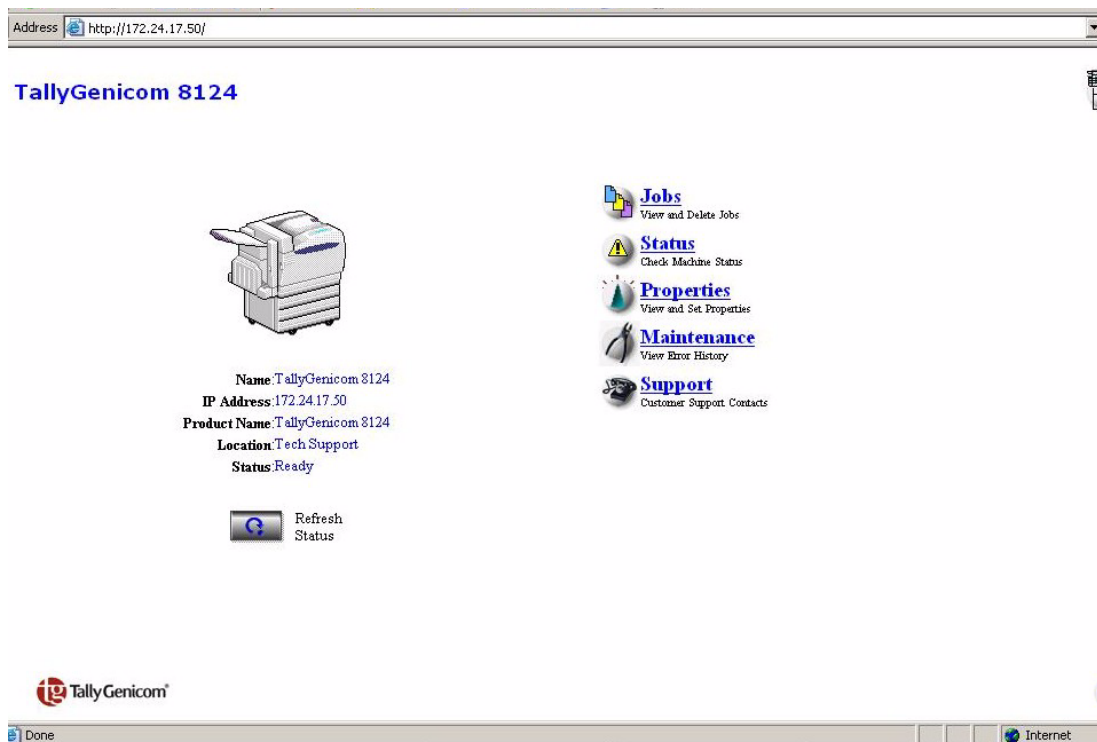 Address http://172.24.17.50/
TallyGenicom 8124
Jobs
View and Delete Jobs
Status
Check Machine Status
Properties
View and Set Properties
Maintenance
View Error History
Support
Customer Support Contacts
Name:TallyGenicom 8124
IP Address:172.24.17.50
Product Name:TallyGenicom 8124
Location:Tech Support
Status:Ready
Refresh
Status
tg TallyGenicom®
Done
Internet